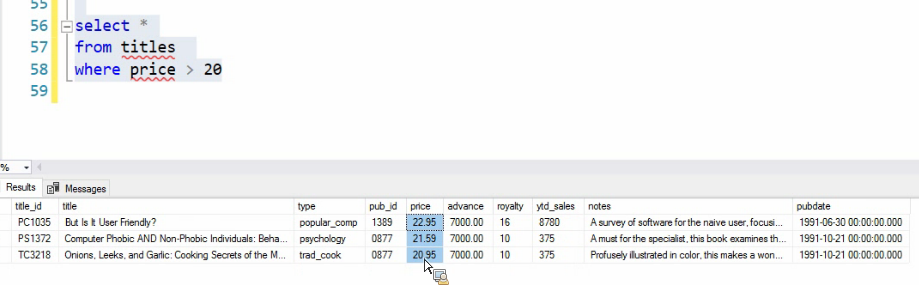 55
56 select *
57 from titles
58 where price > 20
59
%
Results Messages
title_id title type pub_id price advance royalty ytd_sales notes pubdate
PC1035 But Is It User Friendly? popular_comp 1389 22.95 7000.00 16 8780 A survey of software for the naive user, focusi... 1991-06-30 00:00:00.000
PS1372 Computer Phobic AND Non-Phobic Individuals: Beha... psychology 0877 21.59 7000.00 10 375 A must for the specialist, this book examines th... 1991-10-21 00:00:00.000
TC3218 Onions, Leeks, and Garlic: Cooking Secrets of the M... trad_cook 0877 20.95 7000.00 10 375 Profusely illustrated in color, this makes a won... 1991-10-21 00:00:00.000